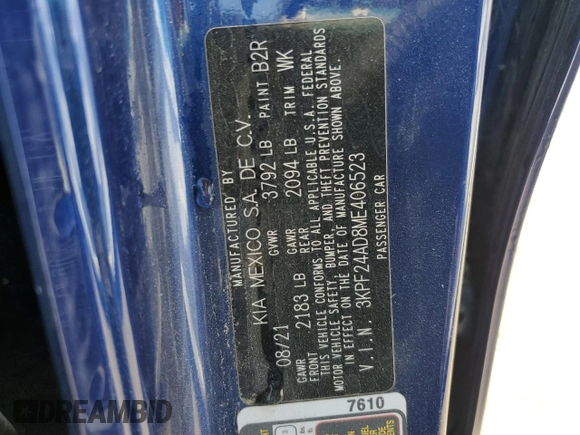 MANUFACTURED BY
KIA MEXICO S.A. DE C.V.
08/21 GVWR 3792 LB PAINT B2R
GAWR FRONT 2183 LB GAWR REAR 2094 LB TRIM WK
THIS VEHICLE CONFORMS TO ALL APPLICABLE U.S.A. FEDERAL
MOTOR VEHICLE SAFETY, BUMPER, AND THEFT PREVENTION STANDARDS
IN EFFECT ON THE DATE OF MANUFACTURE SHOWN ABOVE.
V.I.N. 3KPF24AD8ME406523
PASSENGER CAR
7610
DREAMBID